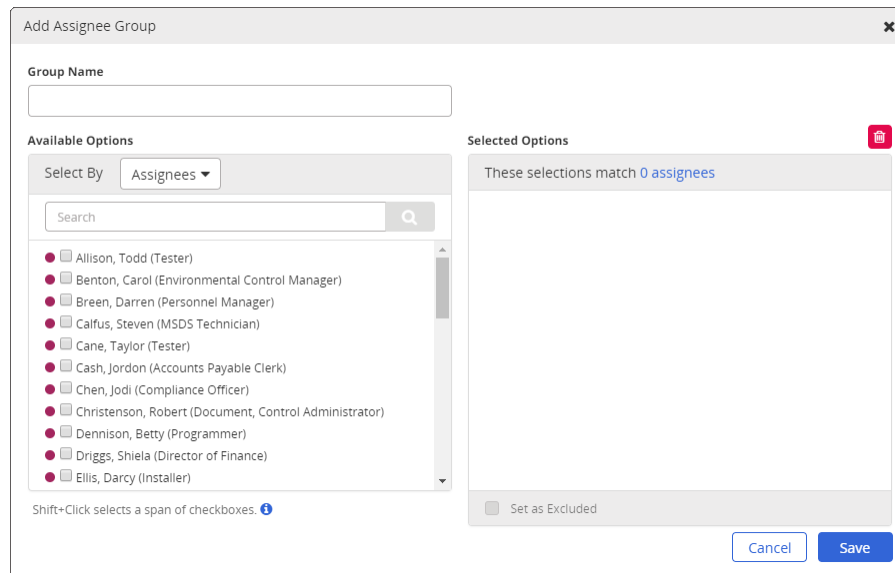 Add Assignee Group
Group Name
Available Options
Select By Assignees
Search
Allison, Todd (Tester)
Benton, Carol (Environmental Control Manager)
Breen, Darren (Personnel Manager)
Calfus, Steven (MSDS Technician)
Cane, Taylor (Tester)
Cash, Jordon (Accounts Payable Clerk)
Chen, Jodi (Compliance Officer)
Christenson, Robert (Document, Control Administrator)
Dennison, Betty (Programmer)
Driggs, Shiela (Director of Finance)
Ellis, Darcy (Installer)
Shift+Click selects a span of checkboxes.
Selected Options
These selections match 0 assignees
Set as Excluded
Cancel Save